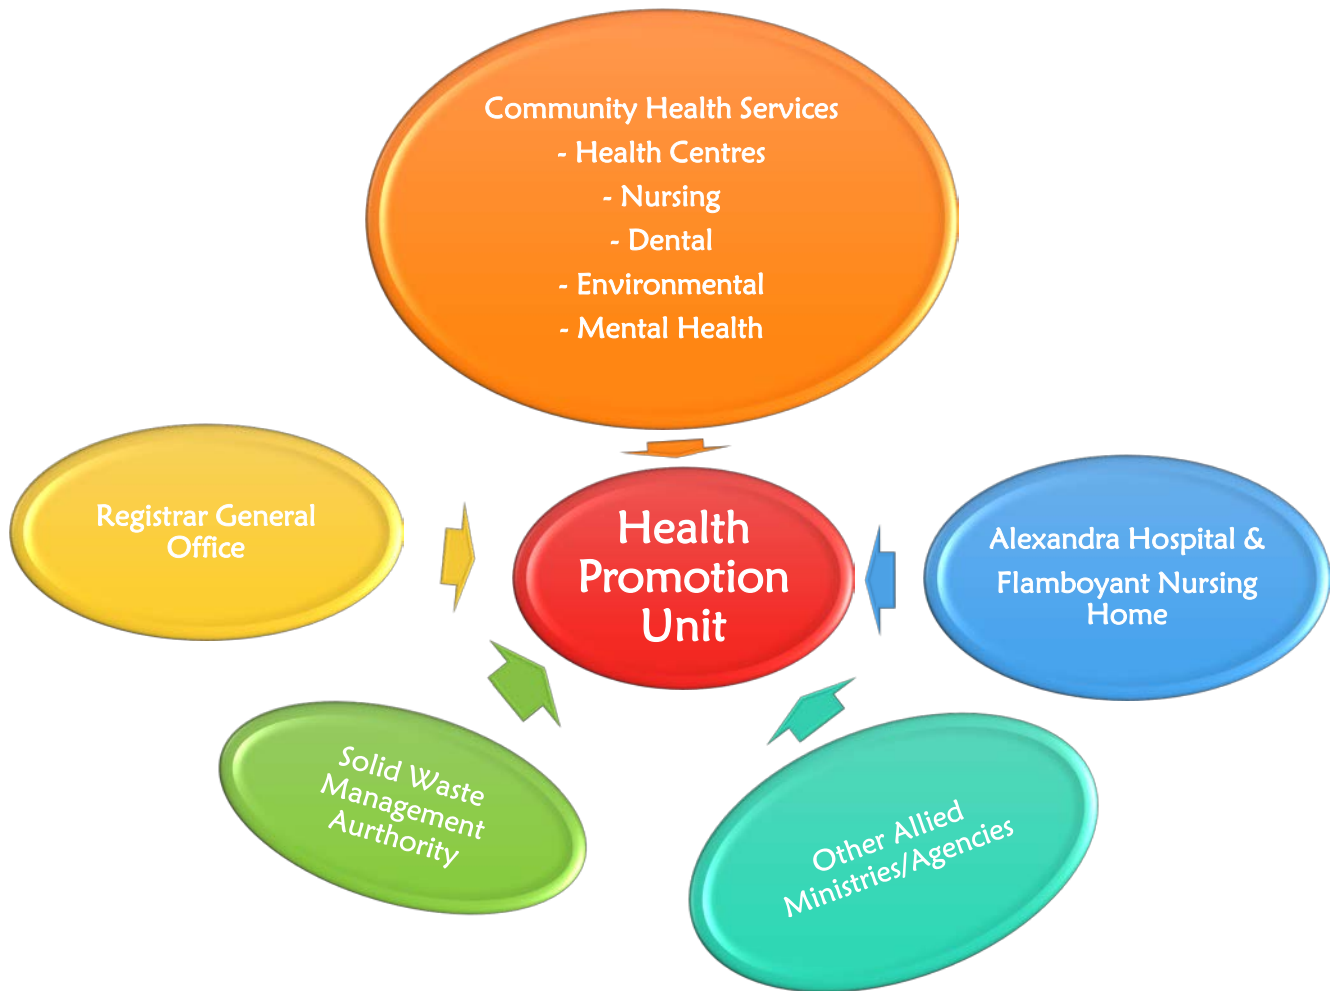 Community Health Services
- Health Centres
- Nursing
- Dental
- Environmental
- Mental Health
Registrar General
Office
Health
Promotion
Unit
Alexandra Hospital &
Flamboyant Nursing
Home
Solid Waste
Management
Aurthority
Other Allied
Ministries/Agencies